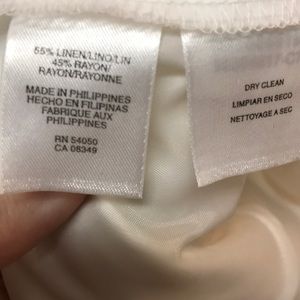 55% LINEN/LINO/LIN
45% RAYON/
RAYON/RAYONNE
MADE IN PHILIPPINES
HECHO EN FILIPINAS
FABRIQUE AUX
PHILIPPINES
RN 54050
CA 08349
DRY CLEAN
LIMPIAR EN SECO
NETTOYAGE A SEC